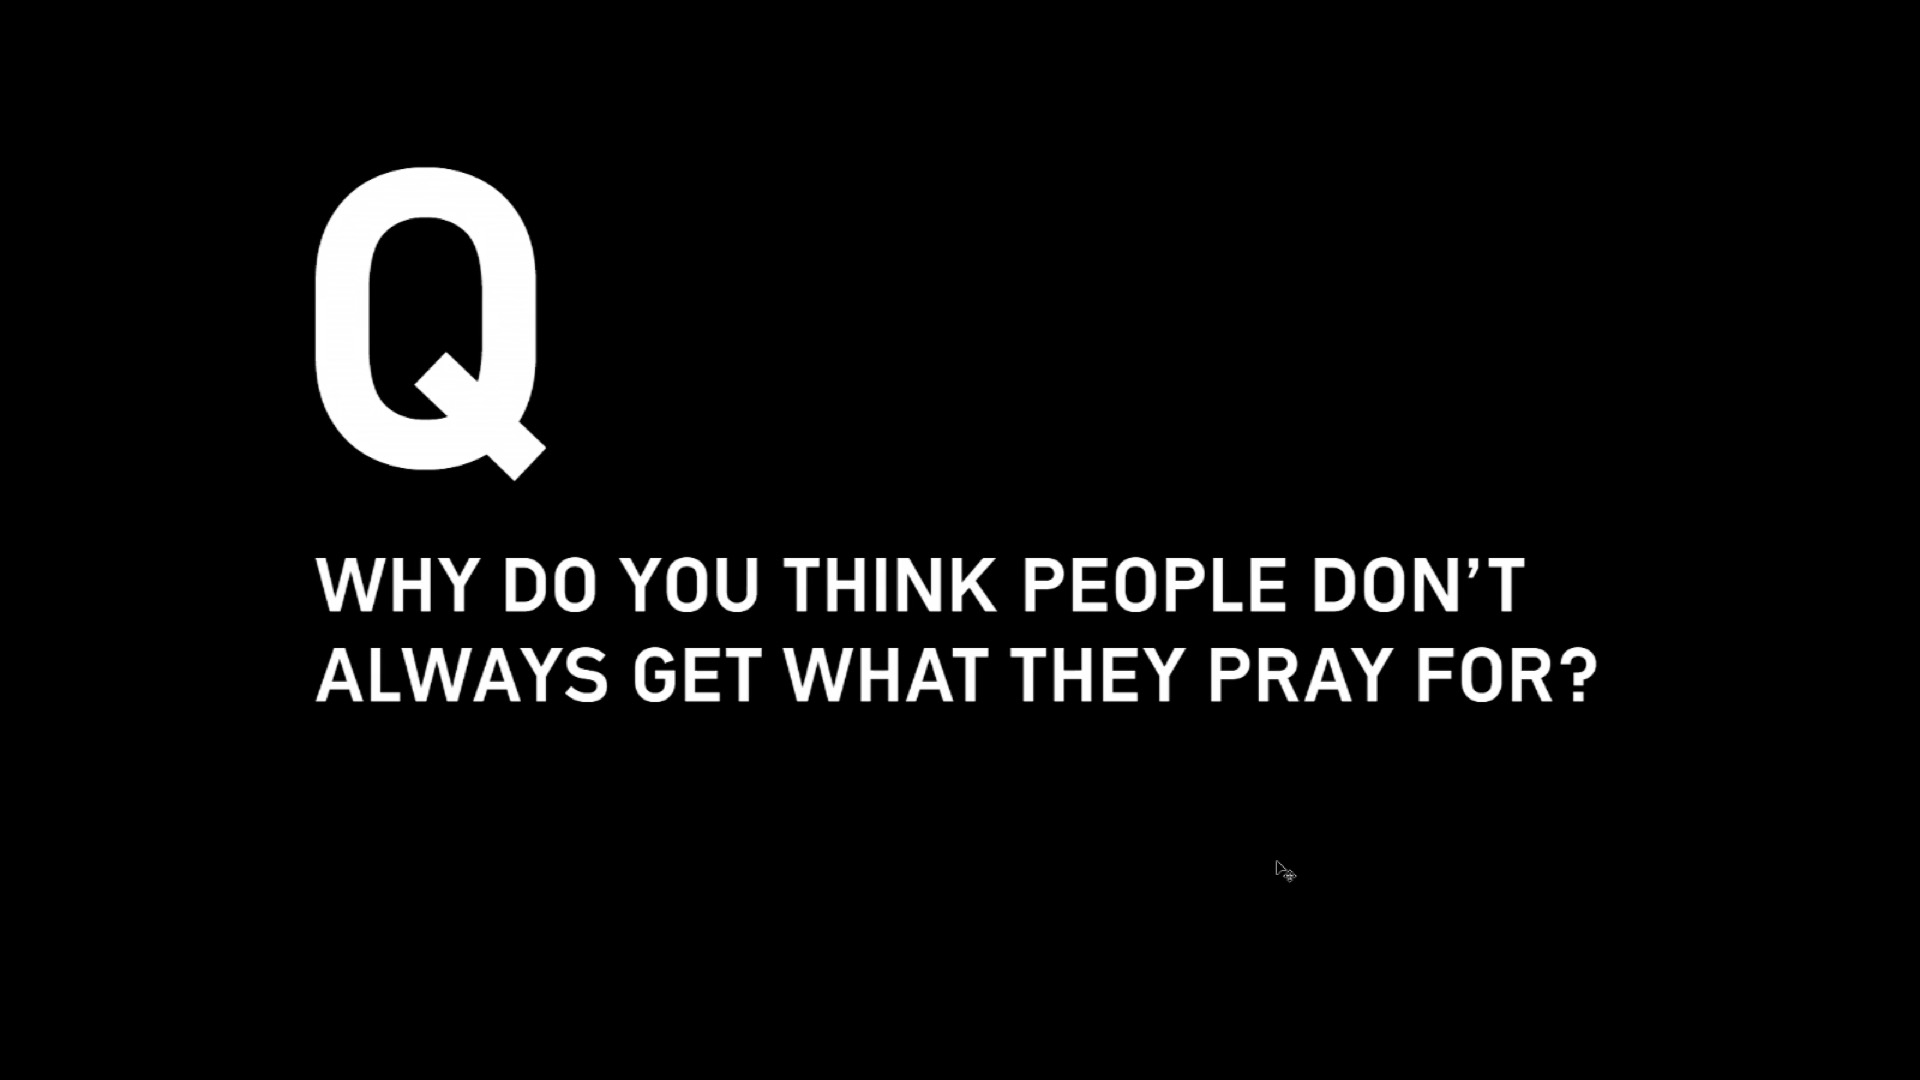 Q
WHY DO YOU THINK PEOPLE DON’T
ALWAYS GET WHAT THEY PRAY FOR?